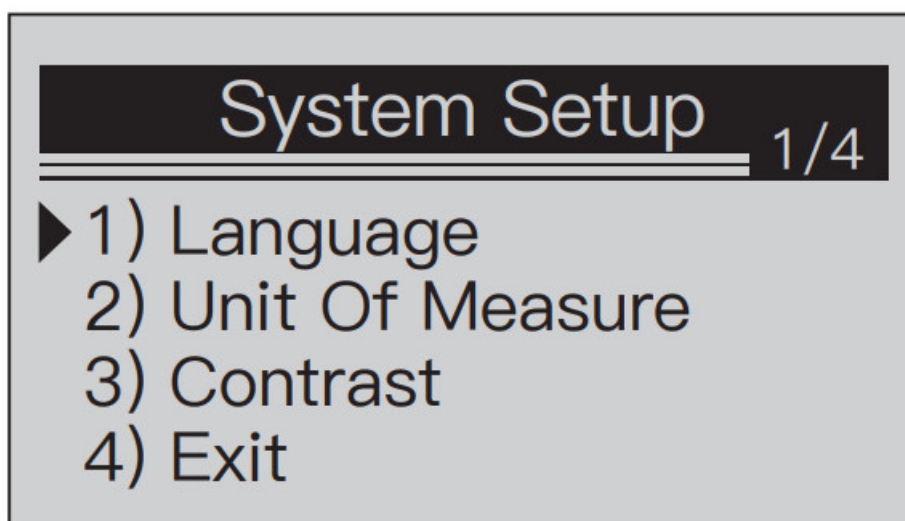 System Setup
1/4
1) Language
2) Unit Of Measure
3) Contrast
4) Exit